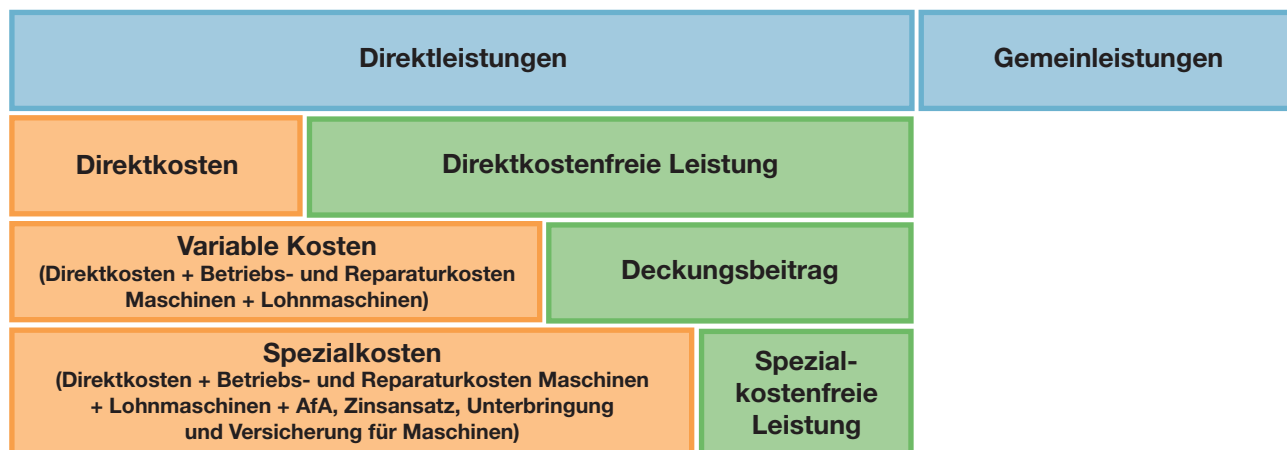 Direktleistungen
Gemeinleistungen
Direktkosten
Direktkostenfreie Leistung
Variable Kosten
(Direktkosten + Betriebs- und Reparaturkosten
Maschinen + Lohnmaschinen)
Deckungsbeitrag
Spezialkosten
(Direktkosten + Betriebs- und Reparaturkosten Maschinen
+ Lohnmaschinen + AfA, Zinsansatz, Unterbringung
und Versicherung für Maschinen)
Spezial-
kostenfreie
Leistung